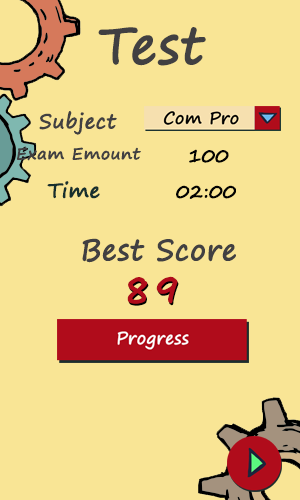 Test
Subject Com Pro
Exam Emount 100
Time 02:00
Best Score
89
Progress